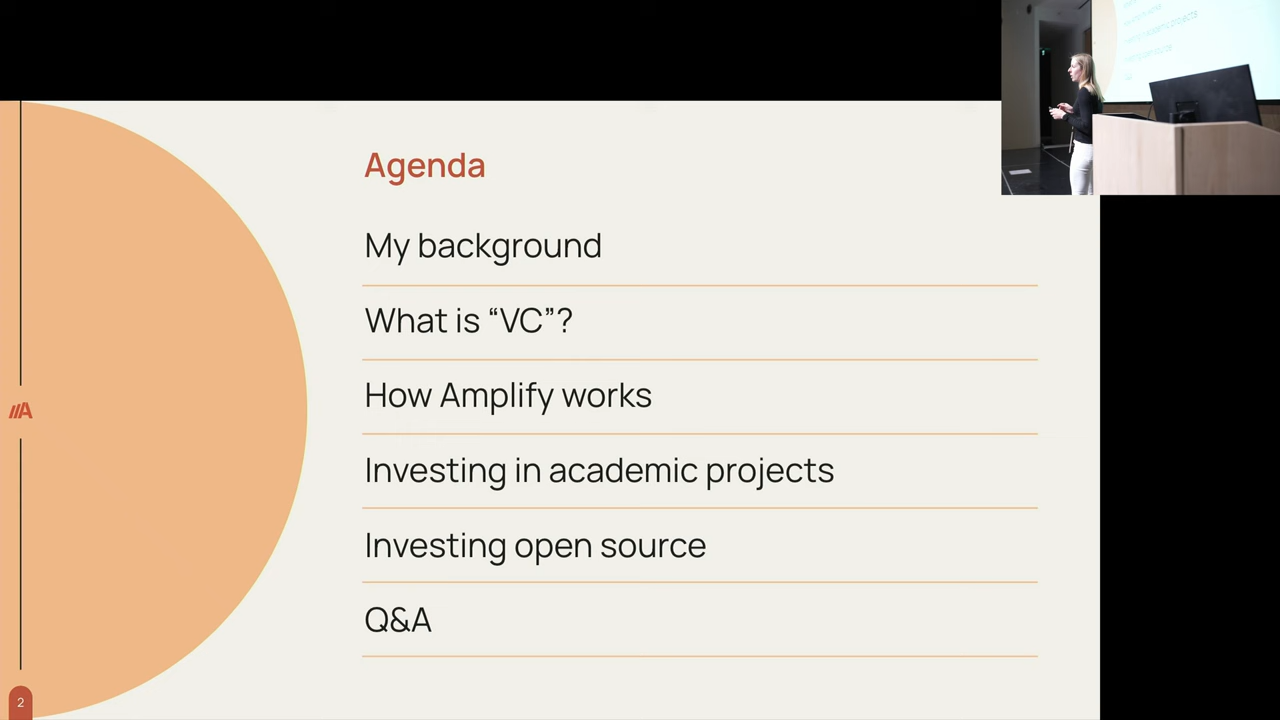 Agenda
My background
What is “VC”?
How Amplify works
Investing in academic projects
Investing open source
Q&A
2